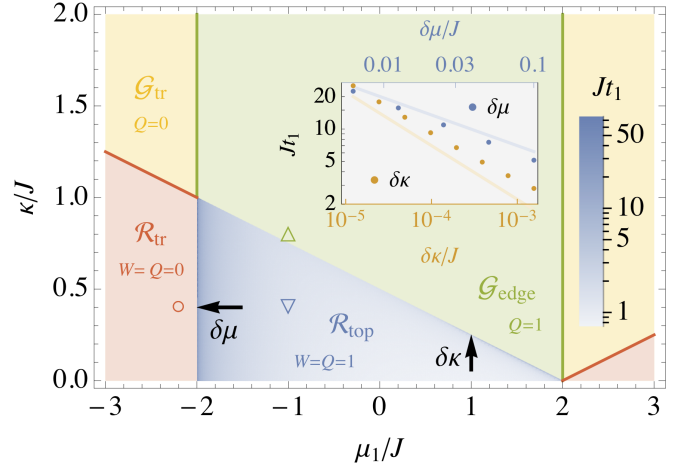 2.0
1.5
1.0
0.5
0.0
κ/J
−3
−2
−1
0
1
2
3
μ₁/J
𝒢tr
Q=0
ℛtr
W= Q=0
δμ
ℛtop
W=Q=1
δκ
𝒢edge
Q=1
δμ/J
0.01
0.03
0.1
20
10
5
2
Jt₁
δμ
δκ
10⁻⁵
10⁻⁴
10⁻³
δκ/J
Jt₁
50
10
5
1